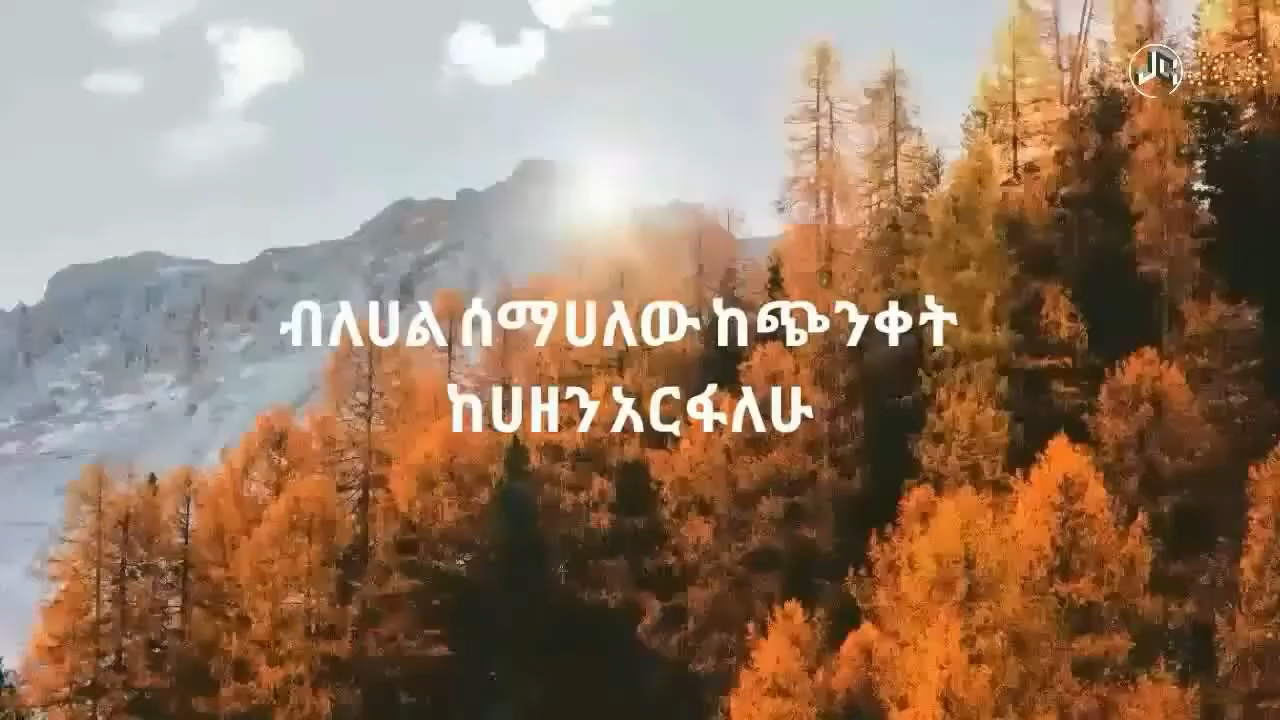 ብለሀል ሰማሀለው ከጭንቀት
ከሀዘን አርፋለሁ